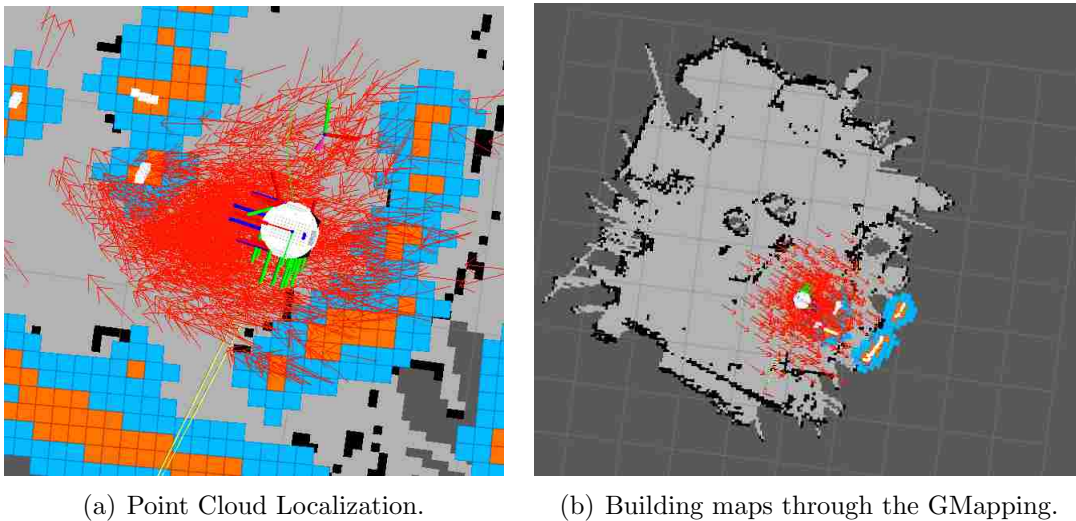 (a) Point Cloud Localization.
(b) Building maps through the GMapping.